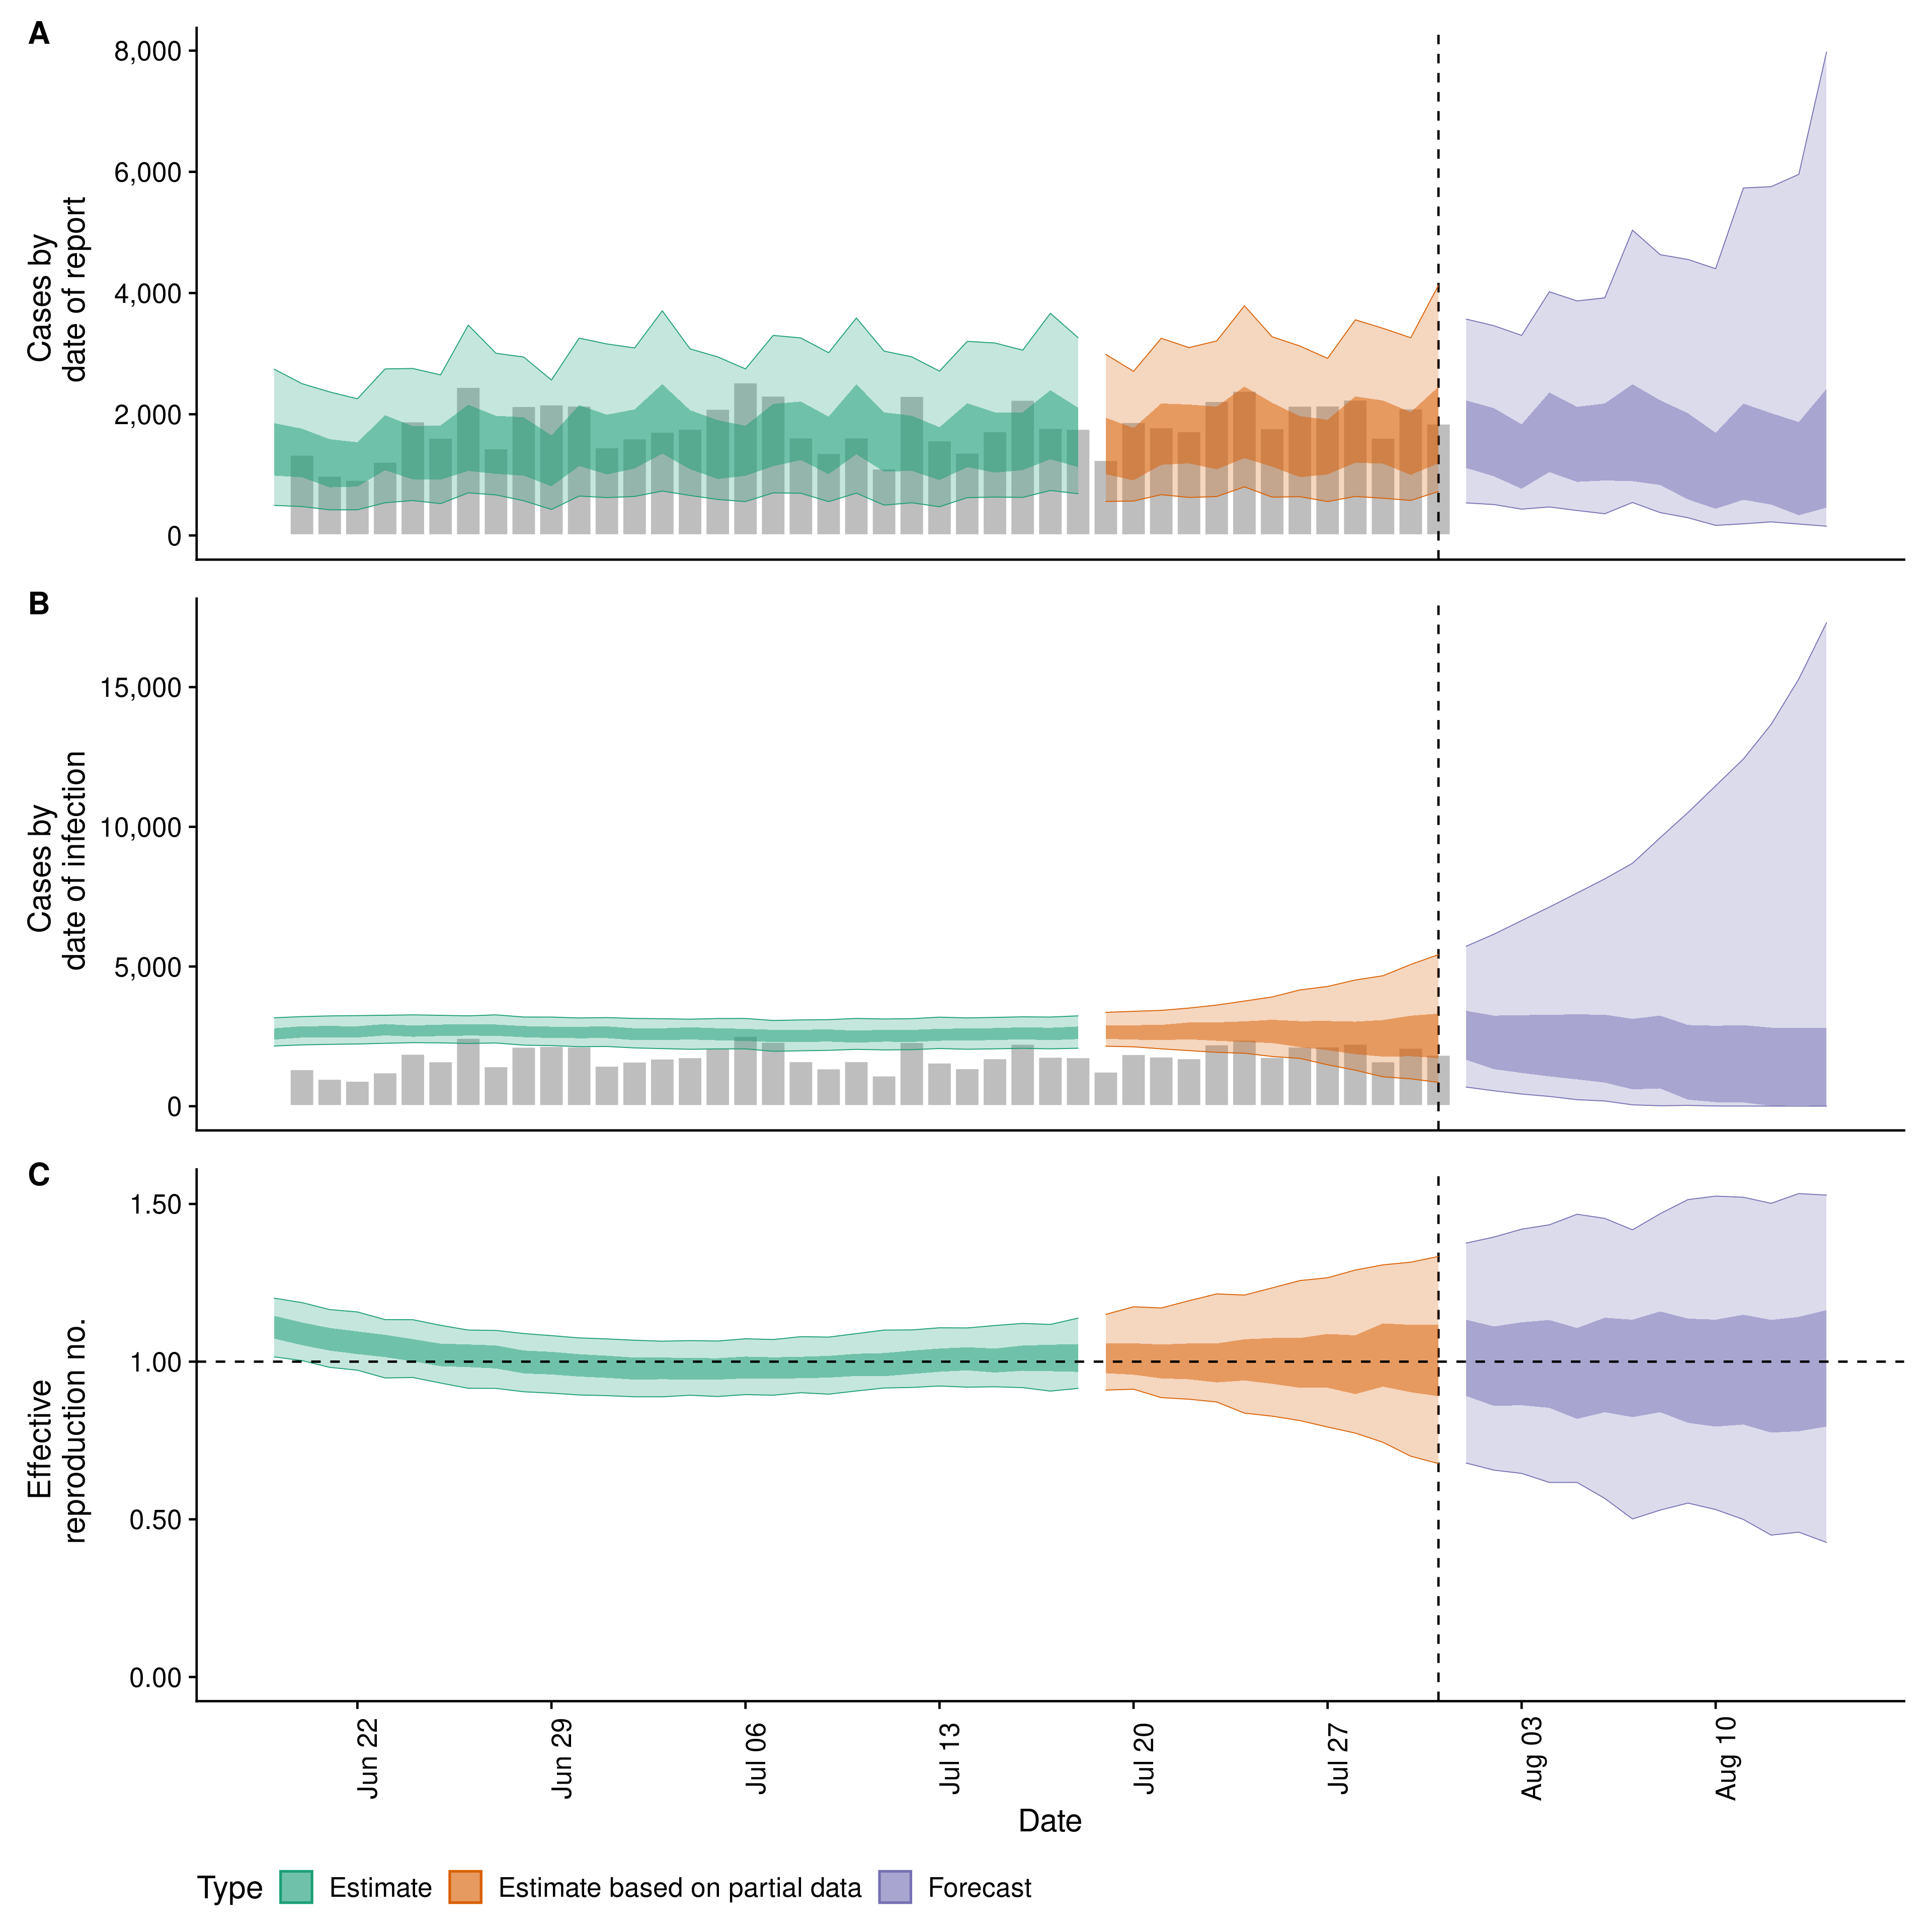 A
8,000
6,000
4,000
2,000
0
Cases by
date of report
B
15,000
10,000
5,000
0
Cases by
date of infection
C
1.50
1.00
0.50
0.00
Effective
reproduction no.
Jun 22
Jun 29
Jul 06
Jul 13
Jul 20
Jul 27
Aug 03
Aug 10
Date
Type Estimate Estimate based on partial data Forecast